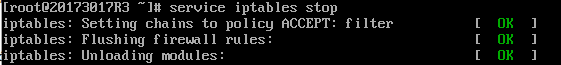 [root@20173017R3 ~]# service iptables stop
iptables: Setting chains to policy ACCEPT: filter [ OK ]
iptables: Flushing firewall rules: [ OK ]
iptables: Unloading modules: [ OK ]